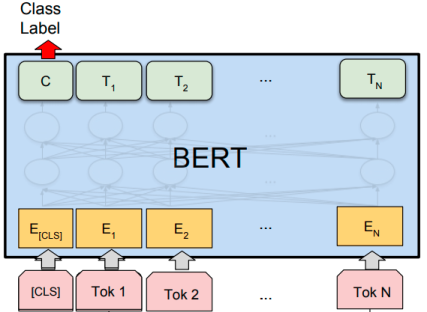 Class
Label
C T1 T2 ... TN
...
...
BERT
E[CLS] E1 E2 ... EN
[CLS] Tok 1 Tok 2 ... Tok N